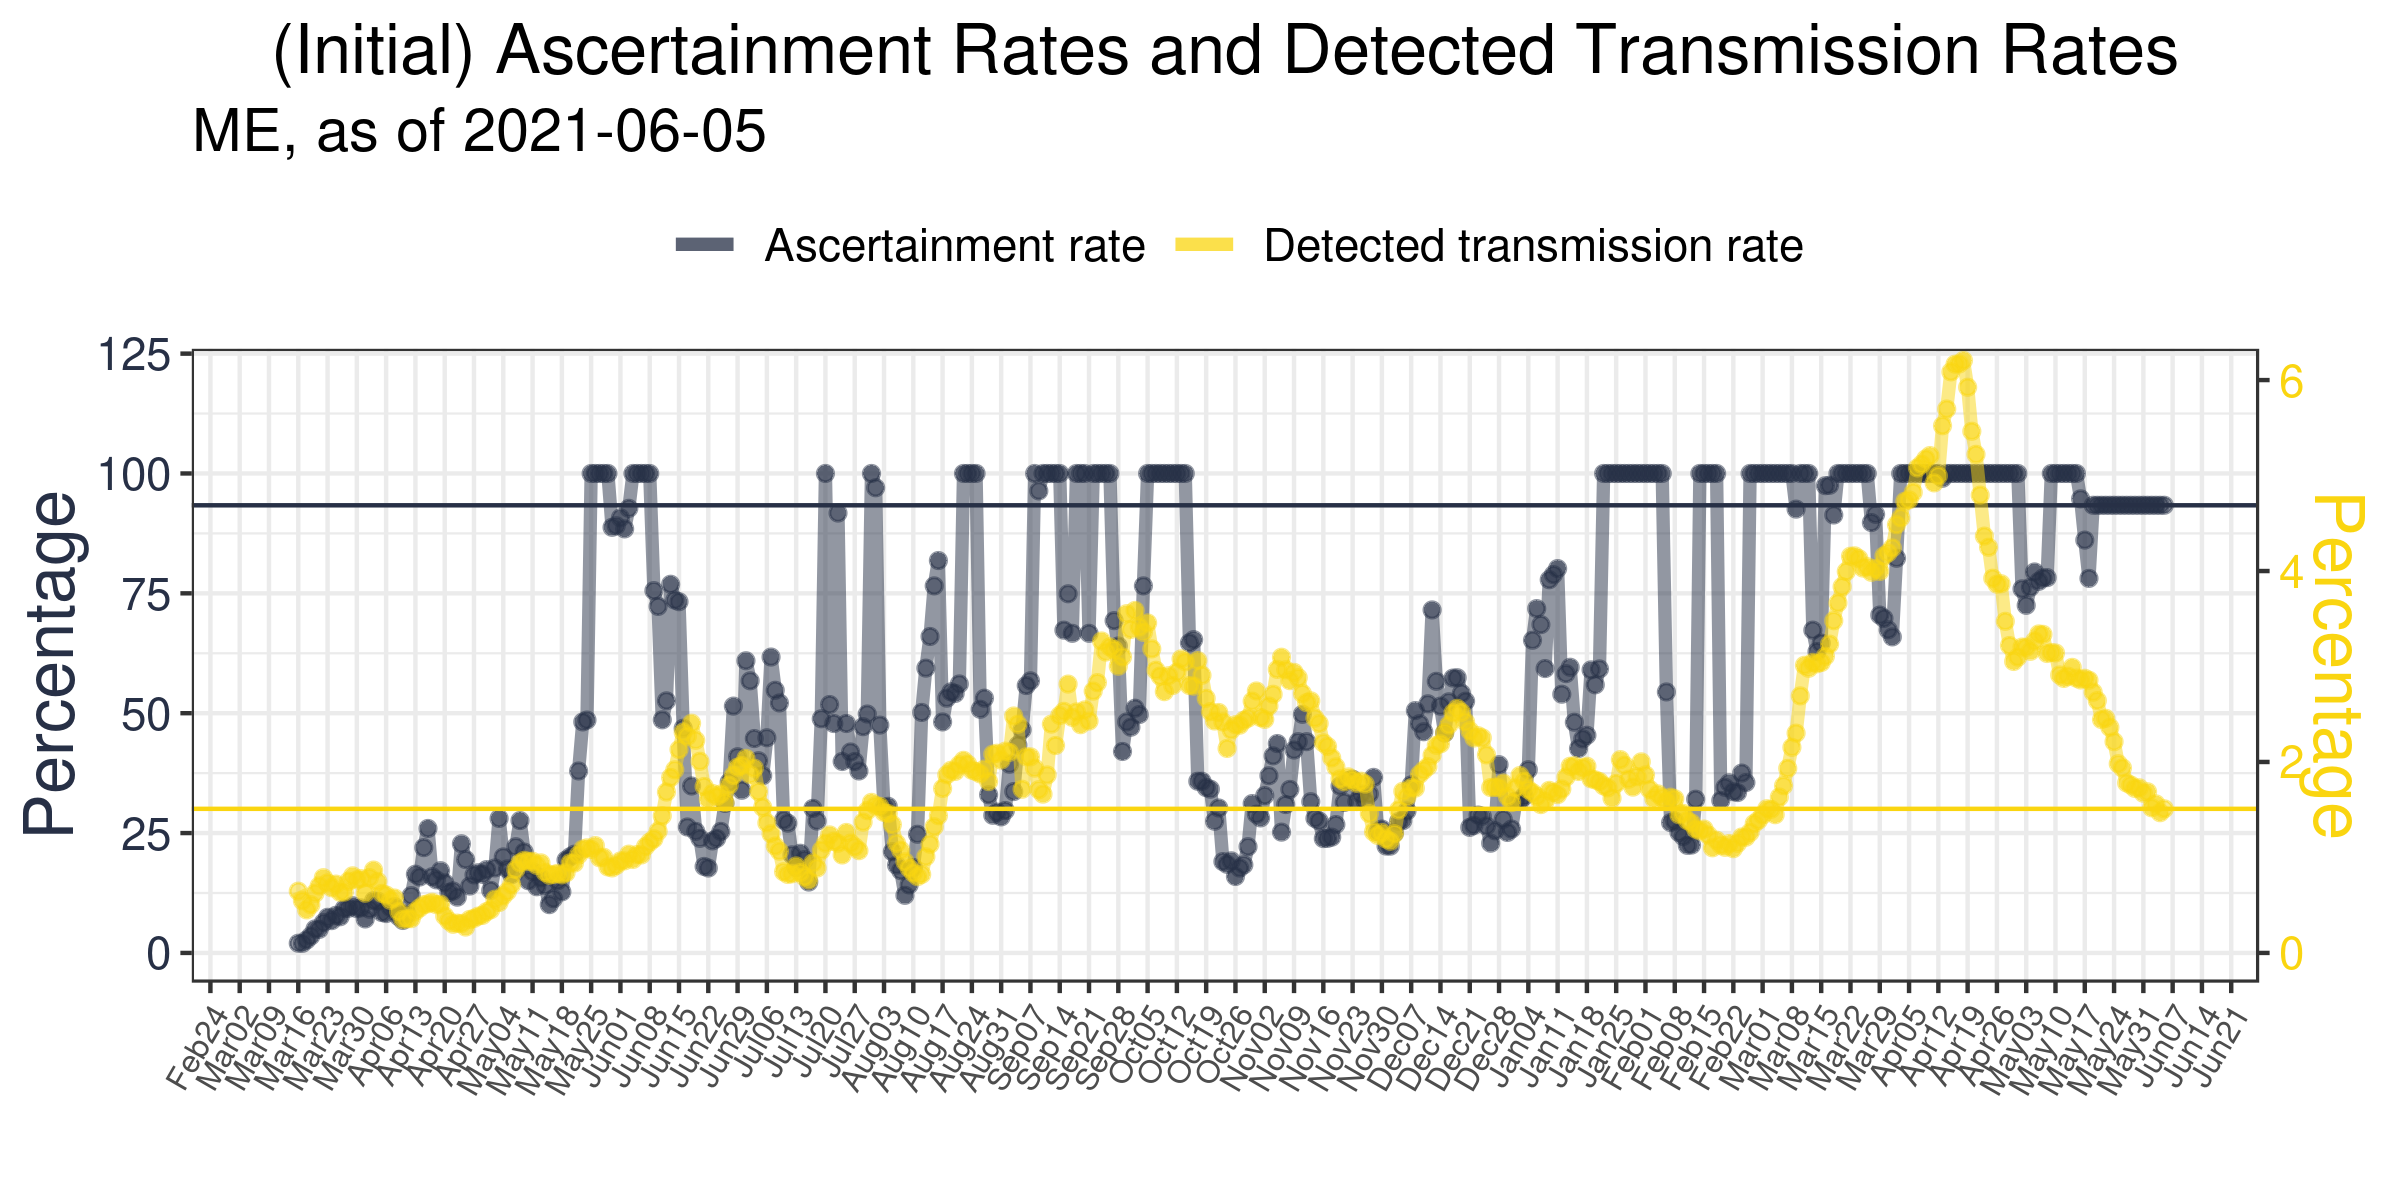 (Initial) Ascertainment Rates and Detected Transmission Rates
ME, as of 2021-06-05
Ascertainment rate
Detected transmission rate
Percentage
125
100
75
50
25
0
6
4
2
0
Percentage
Feb24
Mar02
Mar09
Mar16
Mar23
Mar30
Apr06
Apr13
Apr20
Apr27
May04
May11
May18
May25
Jun01
Jun08
Jun15
Jun22
Jun29
Jul06
Jul13
Jul20
Jul27
Aug03
Aug10
Aug17
Aug24
Aug31
Sep07
Sep14
Sep21
Sep28
Oct05
Oct12
Oct19
Oct26
Nov02
Nov09
Nov16
Nov23
Nov30
Dec07
Dec14
Dec21
Dec28
Jan04
Jan11
Jan18
Jan25
Feb01
Feb08
Feb15
Feb22
Mar01
Mar08
Mar15
Mar22
Mar29
Apr05
Apr12
Apr19
Apr26
May03
May10
May17
May24
May31
Jun07
Jun14
Jun21